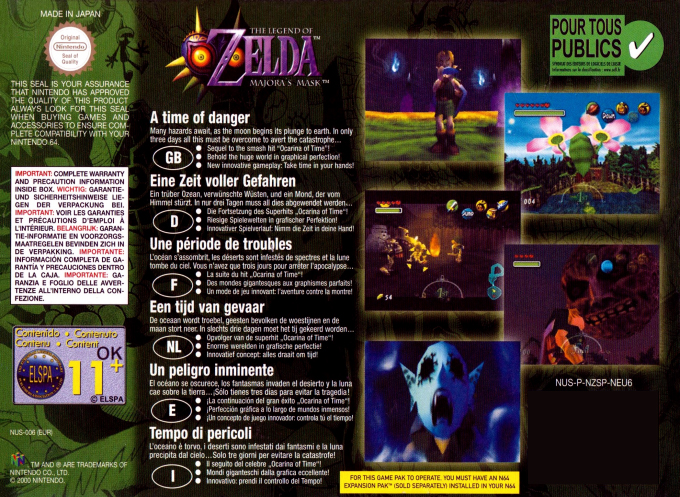 MADE IN JAPAN
Original
Nintendo
Seal of
Quality
THIS SEAL IS YOUR ASSURANCE
THAT NINTENDO HAS APPROVED
THE QUALITY OF THIS PRODUCT.
ALWAYS LOOK FOR THIS SEAL
WHEN BUYING GAMES AND
ACCESSORIES TO ENSURE COM-
PLETE COMPATIBILITY WITH YOUR
NINTENDO 64.
IMPORTANT: COMPLETE WARRANTY
AND PRECAUTION INFORMATION
INSIDE BOX. WICHTIG: GARANTIE-
UND SICHERHEITSHINWEISE LIE-
GEN DER VERPACKUNG BEI.
IMPORTANT: VOIR LES GARANTIES
ET PRÉCAUTIONS D'EMPLOI À
L'INTÉRIEUR. BELANGRIJK: GARAN-
TIE-INFORMATIE EN VOORZORGS-
MAATREGELEN BEVINDEN ZICH IN
DE VERPAKKING. IMPORTANTE:
INFORMACIÓN COMPLETA DE GA-
RANTÍA Y PRECAUCIONES DENTRO
DE LA CAJA. IMPORTANTE: GA-
RANZIA E FOGLIO DELLE AVVER-
TENZE ALL'INTERNO DELLA CON-
FEZIONE.
Contenido • Contenuto
Contenu • Content
OK
ELSPA
11+
© ELSPA
NUS-006 (EUR)
TM AND ® ARE TRADEMARKS OF
NINTENDO CO., LTD.
© 2000 NINTENDO.
THE LEGEND OF
ZELDA
MAJORA'S MASK™
A time of danger
Many hazards await, as the moon begins its plunge to earth. In only
three days all this must be overcome to avert the catastrophe...
GB
• Sequel to the smash hit "Ocarina of Time"!
• Behold the huge world in graphical perfection!
• New innovative gameplay: Take time in your hands!
Eine Zeit voller Gefahren
Ein trüber Ozean, verwünschte Wüsten, und ein Mond, der vom
Himmel stürzt. In nur drei Tagen muss all dies abgewendet werden...
D
• Die Fortsetzung des Superhits „Ocarina of Time"!
• Riesige Spielewelten in grafischer Perfektion!
• Innovativer Spielverlauf: Nimm die Zeit in deine Hand!
Une période de troubles
L'océan s'assombrit, les déserts sont infestés de spectres et la lune
tombe du ciel. Vous n'avez que trois jours pour arrêter l'apocalypse...
F
• La suite du hit „Ocarina of Time"!
• Des mondes gigantesques aux graphismes parfaits!
• Un mode de jeu innovant: l'aventure contre la montre!
Een tijd van gevaar
De oceaan wordt troebel, geesten bevolken de woestijnen en de
maan stort neer. In slechts drie dagen moet het tij gekeerd worden...
NL
• Opvolger van de superhit „Ocarina of Time"!
• Enorme werelden in grafische perfectie!
• Innovatief concept: alles draait om tijd!
Un peligro inminente
El océano se oscurece, los fantasmas invaden el desierto y la luna
cae sobre la tierra... ¡Sólo tienes tres días para evitar la tragedia!
E
• ¡La continuación del gran éxito „Ocarina of Time"!
• ¡Perfección gráfica a lo largo de mundos inmensos!
• ¡Un concepto de juego innovador: controla tú el tiempo!
Tempo di pericoli
L'oceano è torvo, i deserti sono infestati dai fantasmi e la luna
precipita dal cielo...Solo tre giorni per evitare la catastrofe!
I
• Il seguito del celebre „Ocarina of Time"!
• Mondi giganteschi dalla grafica eccellente!
• Innovativo: prendi il controllo del Tempo!
POUR TOUS
PUBLICS
Down
004
54
NUS-P-NZSP-NEU6
FOR THIS GAME PAK TO OPERATE, YOU MUST HAVE AN N64
EXPANSION PAK™ (SOLD SEPARATELY) INSTALLED IN YOUR N64